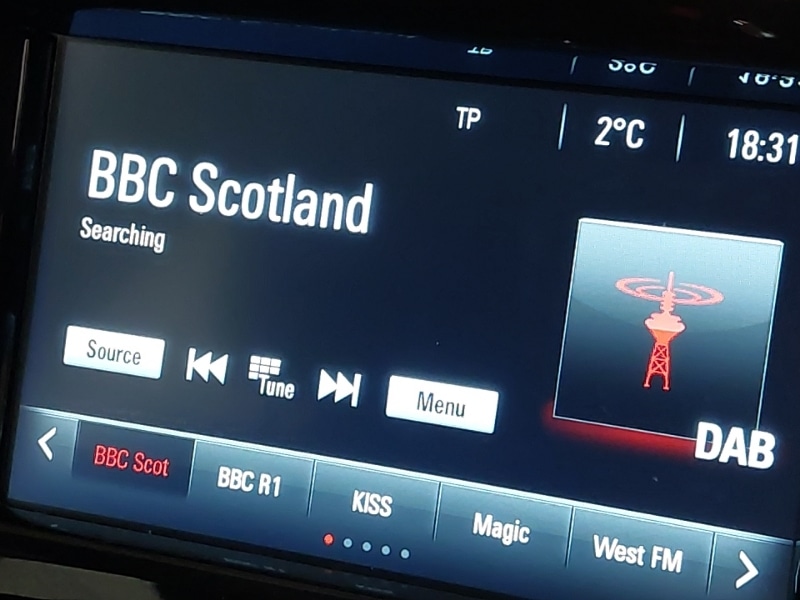 TP 2°C 18:31
BBC Scotland
Searching
Source
Tune
Menu
DAB
BBC Scot
BBC R1
KISS
Magic
West FM